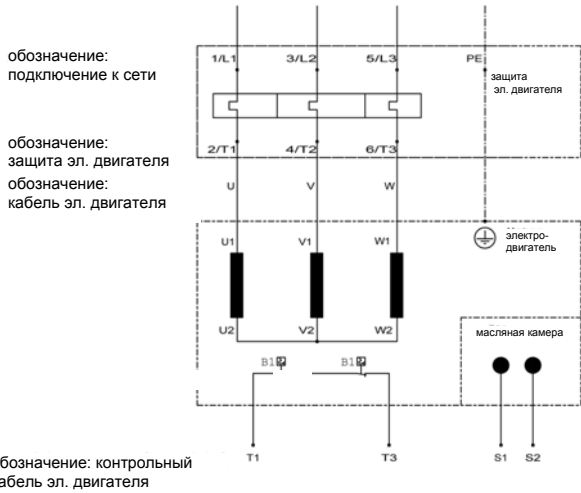 обозначение:
подключение к сети
1/L1 3/L2 5/L3 PE
защита
эл. двигателя
обозначение:
защита эл. двигателя
2/T1 4/T2 6/T3
обозначение:
кабель эл. двигателя
U V W
электро-
двигатель
U1 V1 W1
U2 V2 W2
масляная камера
B1 B1
T1 T3 S1 S2
бозначение: контрольный
абель эл. двигателя